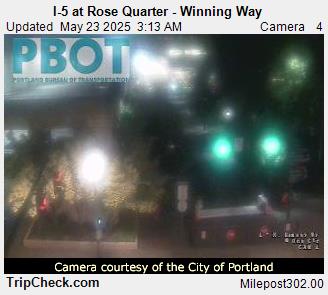 I-5 at Rose Quarter - Winning Way
Updated May 23 2025 3:13 AM Camera 4
PBOT
PORTLAND BUREAU OF TRANSPORTATION
Camera courtesy of the City of Portland
TripCheck.com Milepost302.00